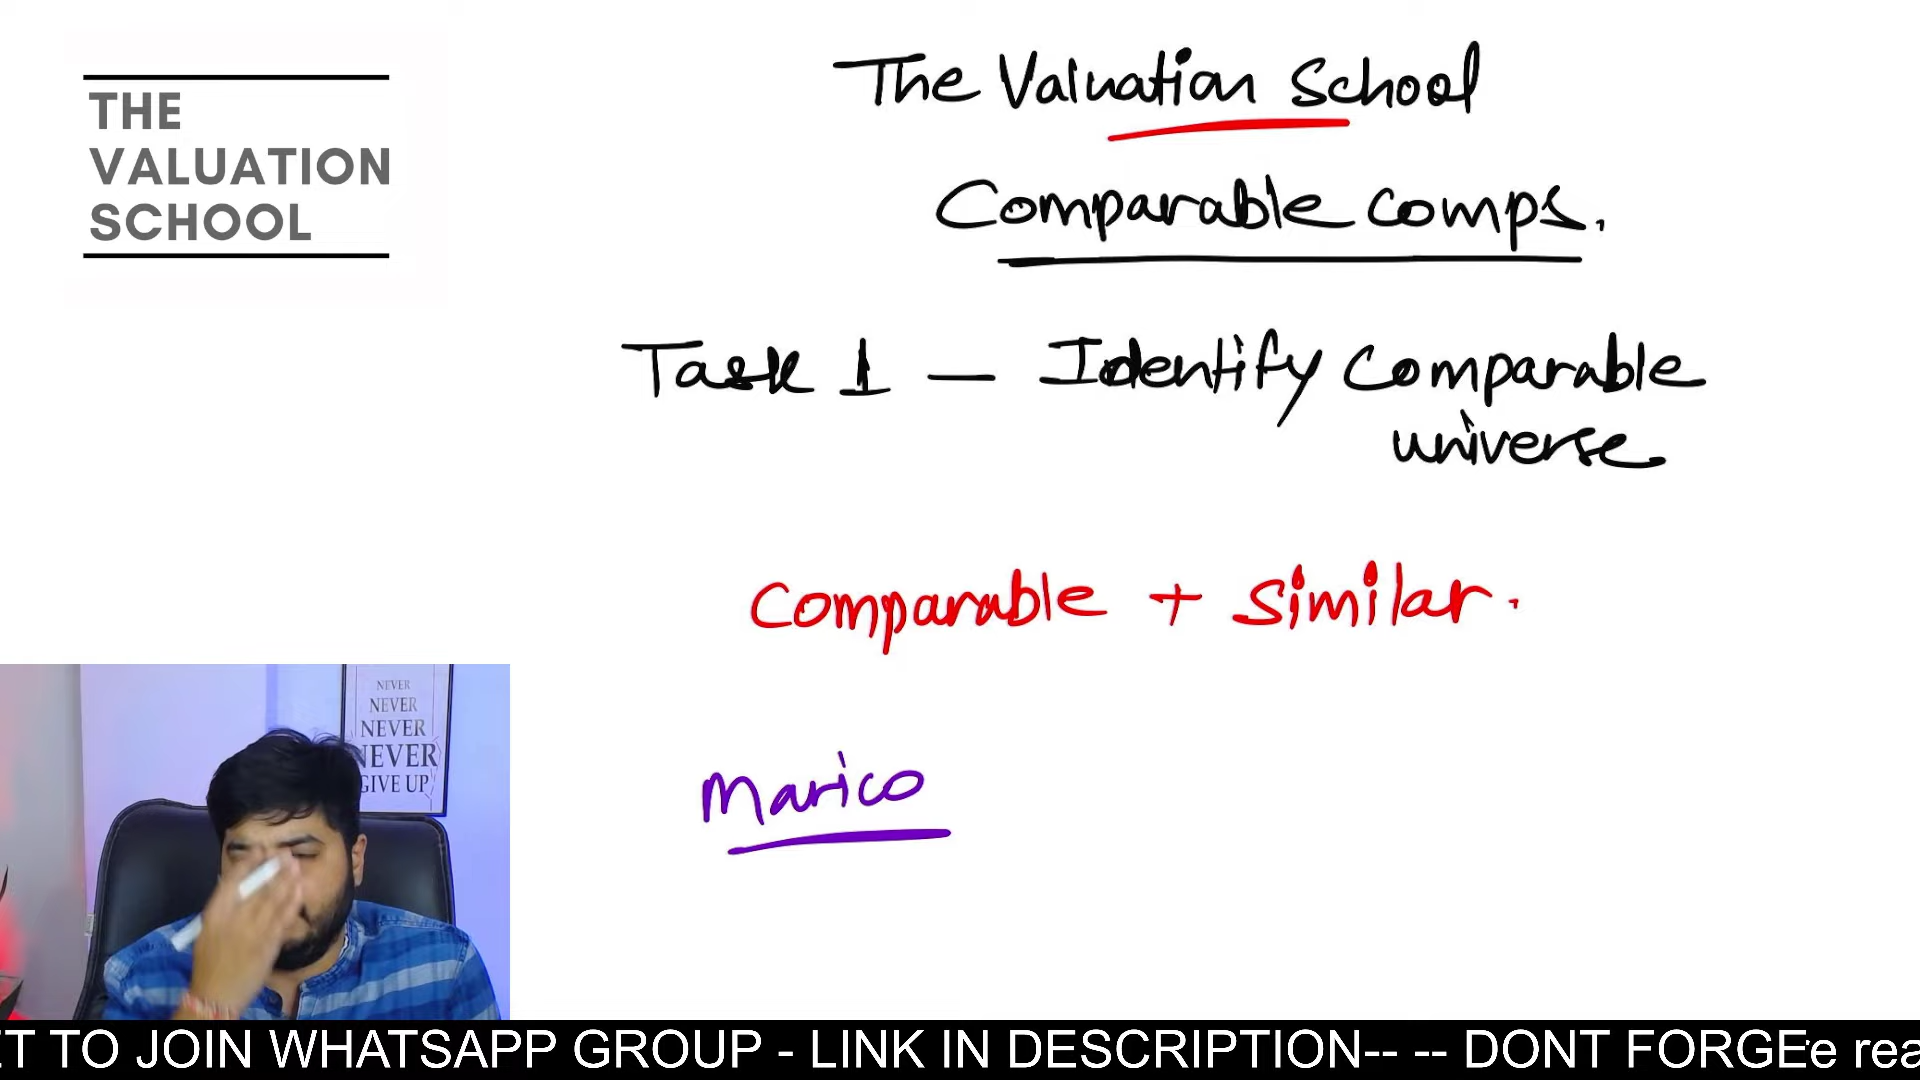 THE
VALUATION
SCHOOL
The Valuation School
Comparable comps.
Task 1 — Identify Comparable
universe
Comparable + Similar.
Marico
NEVER
NEVER
NEVER
NEVER
GIVE UP
ET TO JOIN WHATSAPP GROUP - LINK IN DESCRIPTION-- -- DONT FORGE